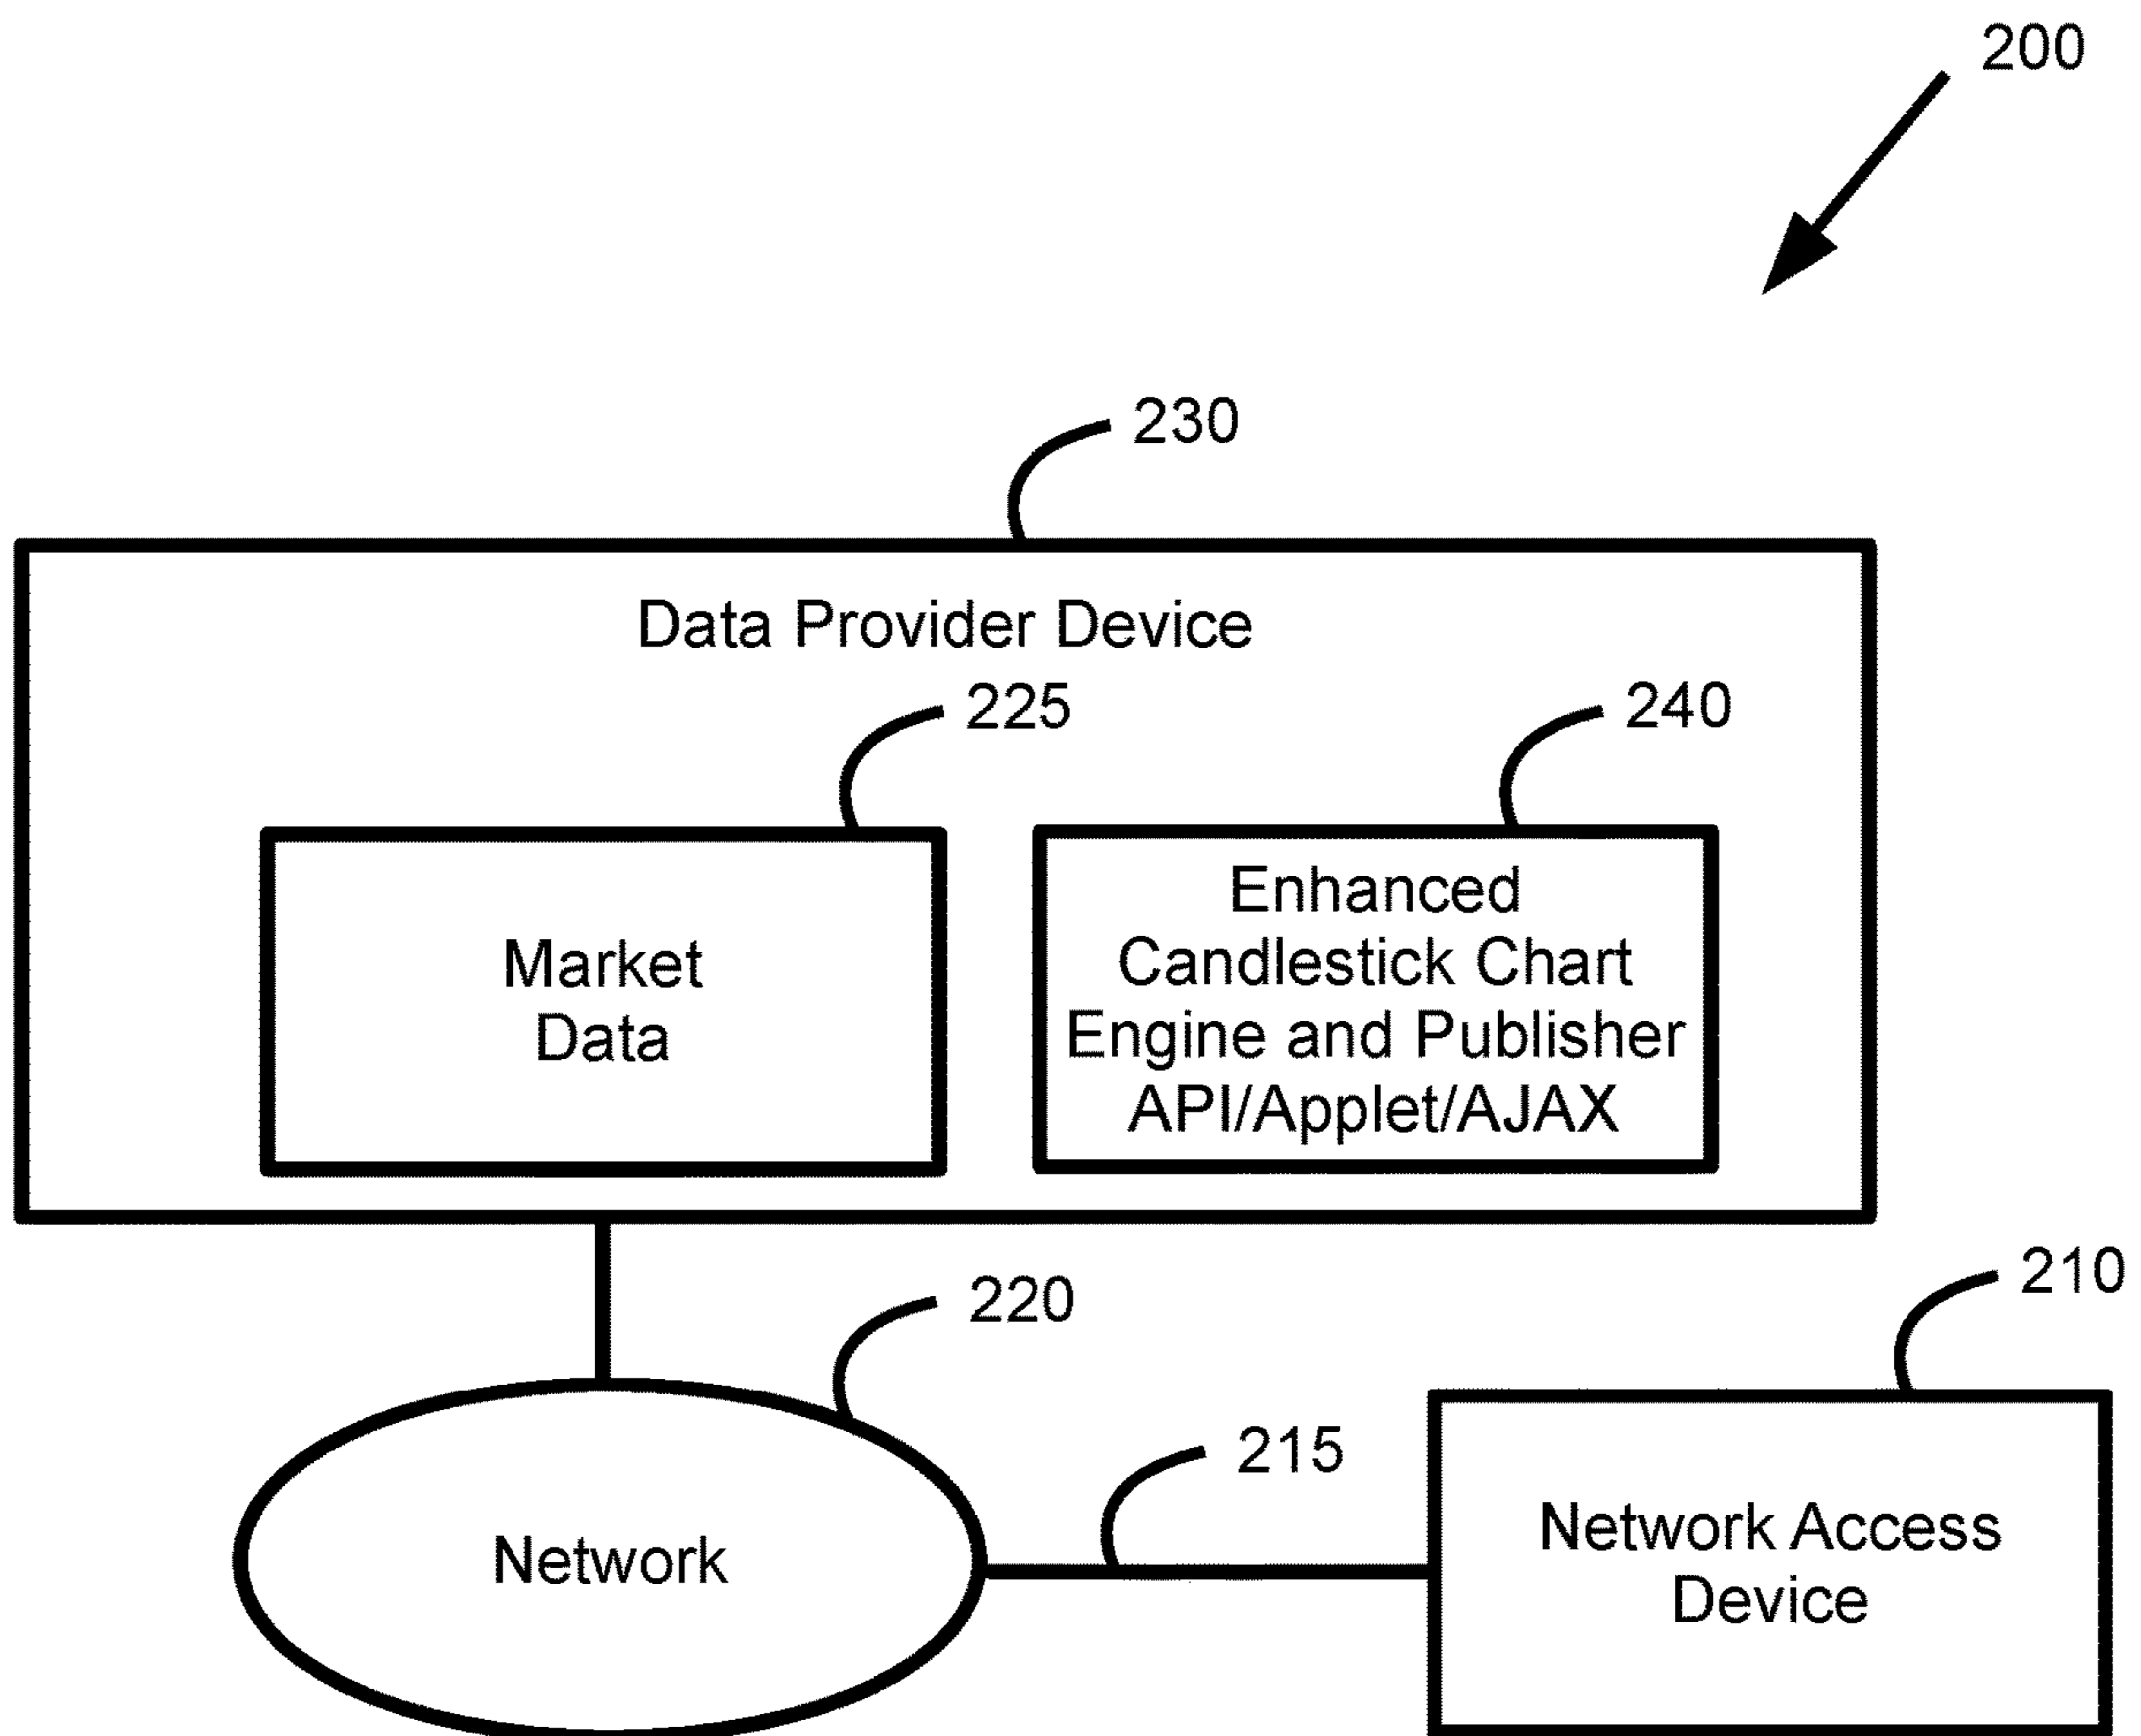 200
230
Data Provider Device
225
240
Market
Data
Enhanced
Candlestick Chart
Engine and Publisher
API/Applet/AJAX
220
210
215
Network
Network Access
Device